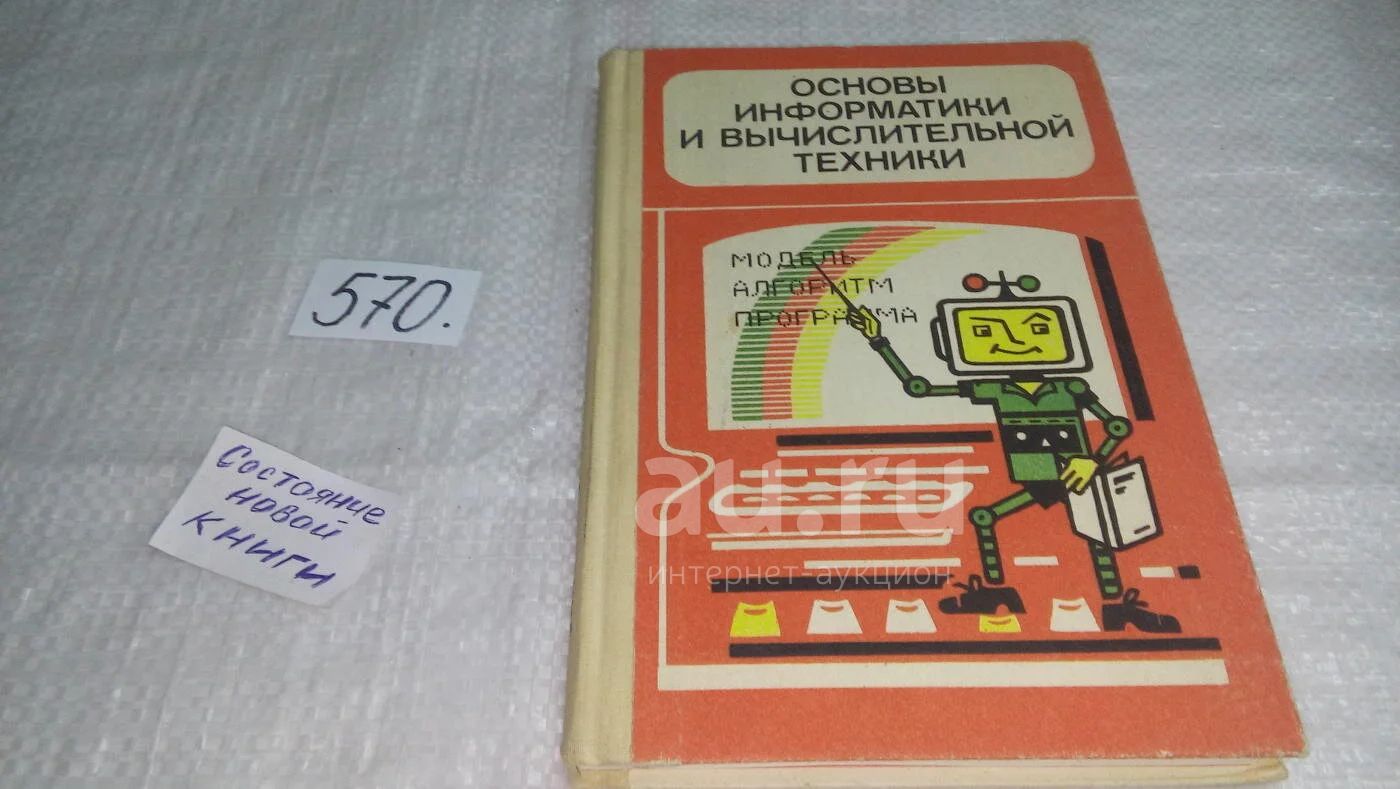 ОСНОВЫ
ИНФОРМАТИКИ
И ВЫЧИСЛИТЕЛЬНОЙ
ТЕХНИКИ
МОДЕЛЬ
АЛГОРИТМ
ПРОГРАММА
570.
Состояние
новой
книги
au.ru
интернет-аукцион